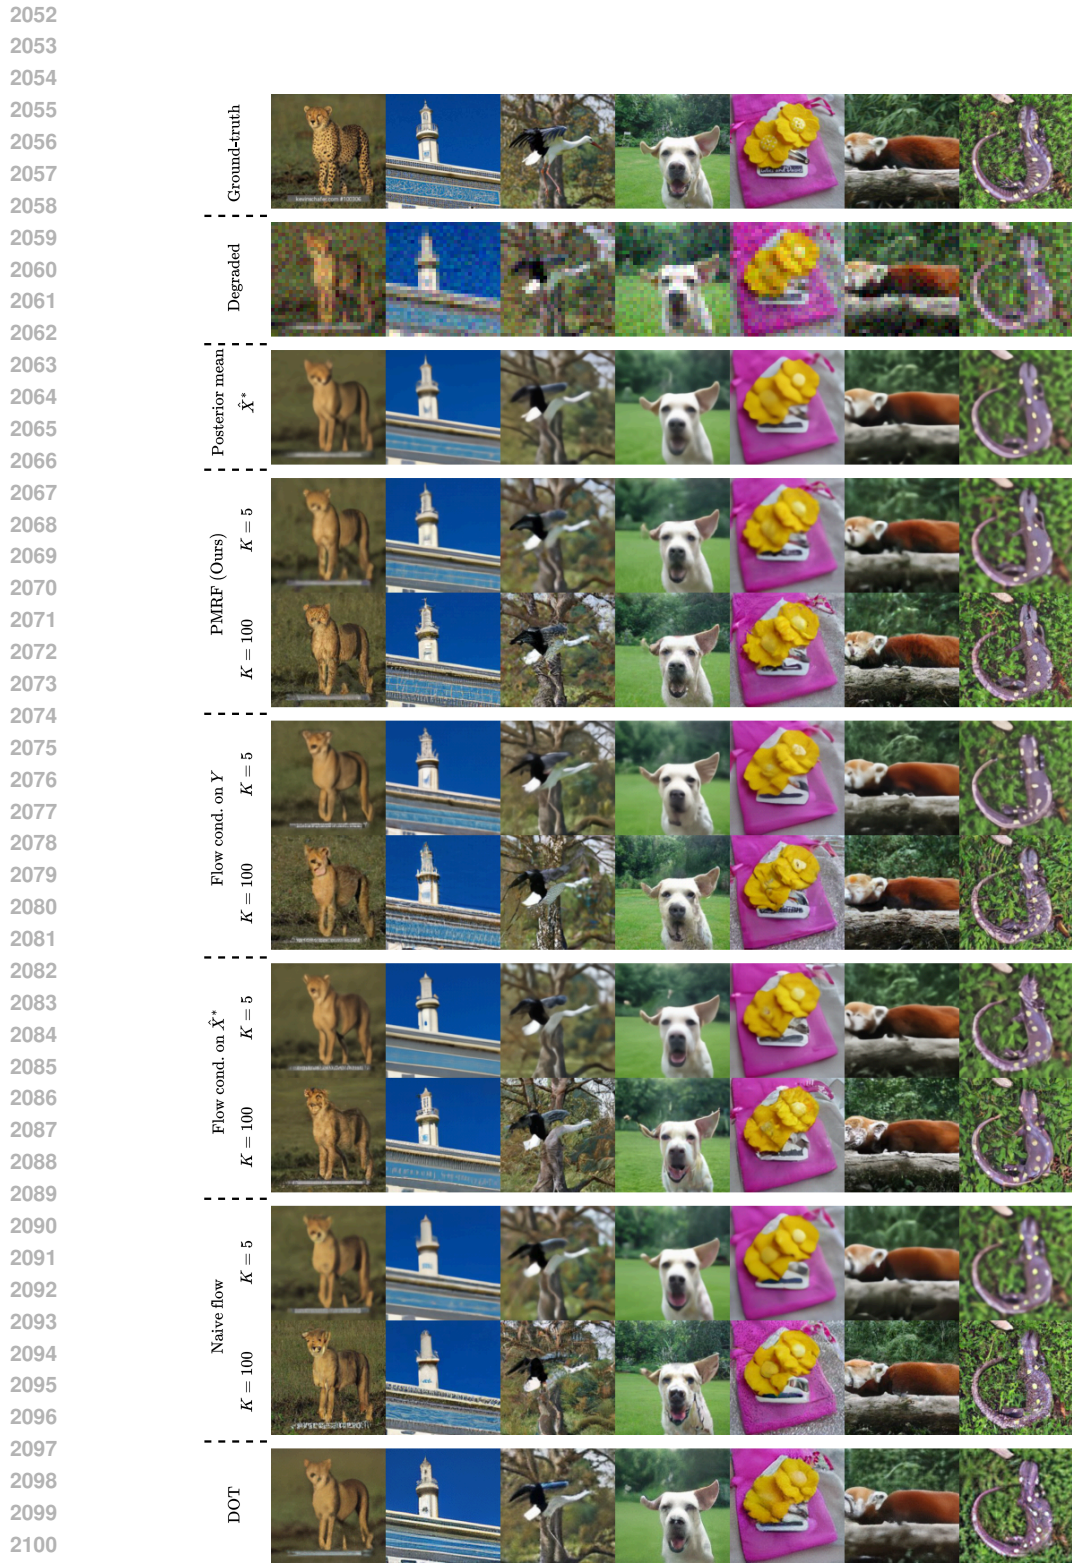 2052
2053
2054
2055
2056
2057
2058
2059
2060
2061
2062
2063
2064
2065
2066
2067
2068
2069
2070
2071
2072
2073
2074
2075
2076
2077
2078
2079
2080
2081
2082
2083
2084
2085
2086
2087
2088
2089
2090
2091
2092
2093
2094
2095
2096
2097
2098
2099
2100
Ground-truth
Degraded
Posterior mean
X̂*
PMRF (Ours)
K = 5
K = 100
Flow cond. on Y
K = 5
K = 100
Flow cond. on X̂*
K = 5
K = 100
Naive flow
K = 5
K = 100
DOT